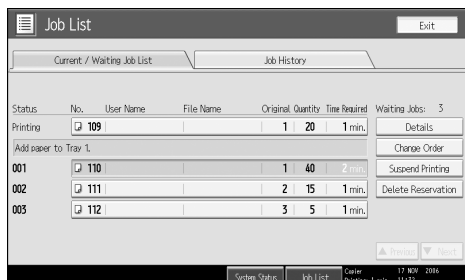 Job List Exit
Current / Waiting Job List Job History
Status No. User Name File Name Original Quantity Time Required Waiting Jobs: 3
Printing 109 1 20 1 min. Details
Add paper to Tray 1. Change Order
001 110 1 40 2 min. Suspend Printing
002 111 2 15 1 min. Delete Reservation
003 112 3 5 1 min.
▲ Previous ▼ Next
System Status Job List Copier 17 NOV 2006